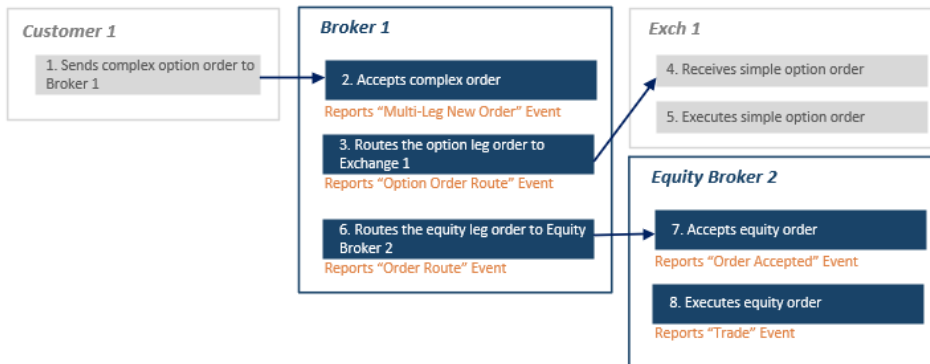 Customer 1
1. Sends complex option order to
Broker 1
Broker 1
2. Accepts complex order
Reports “Multi-Leg New Order” Event
3. Routes the option leg order to
Exchange 1
Reports “Option Order Route” Event
6. Routes the equity leg order to Equity
Broker 2
Reports “Order Route” Event
Exch 1
4. Receives simple option order
5. Executes simple option order
Equity Broker 2
7. Accepts equity order
Reports “Order Accepted” Event
8. Executes equity order
Reports “Trade” Event